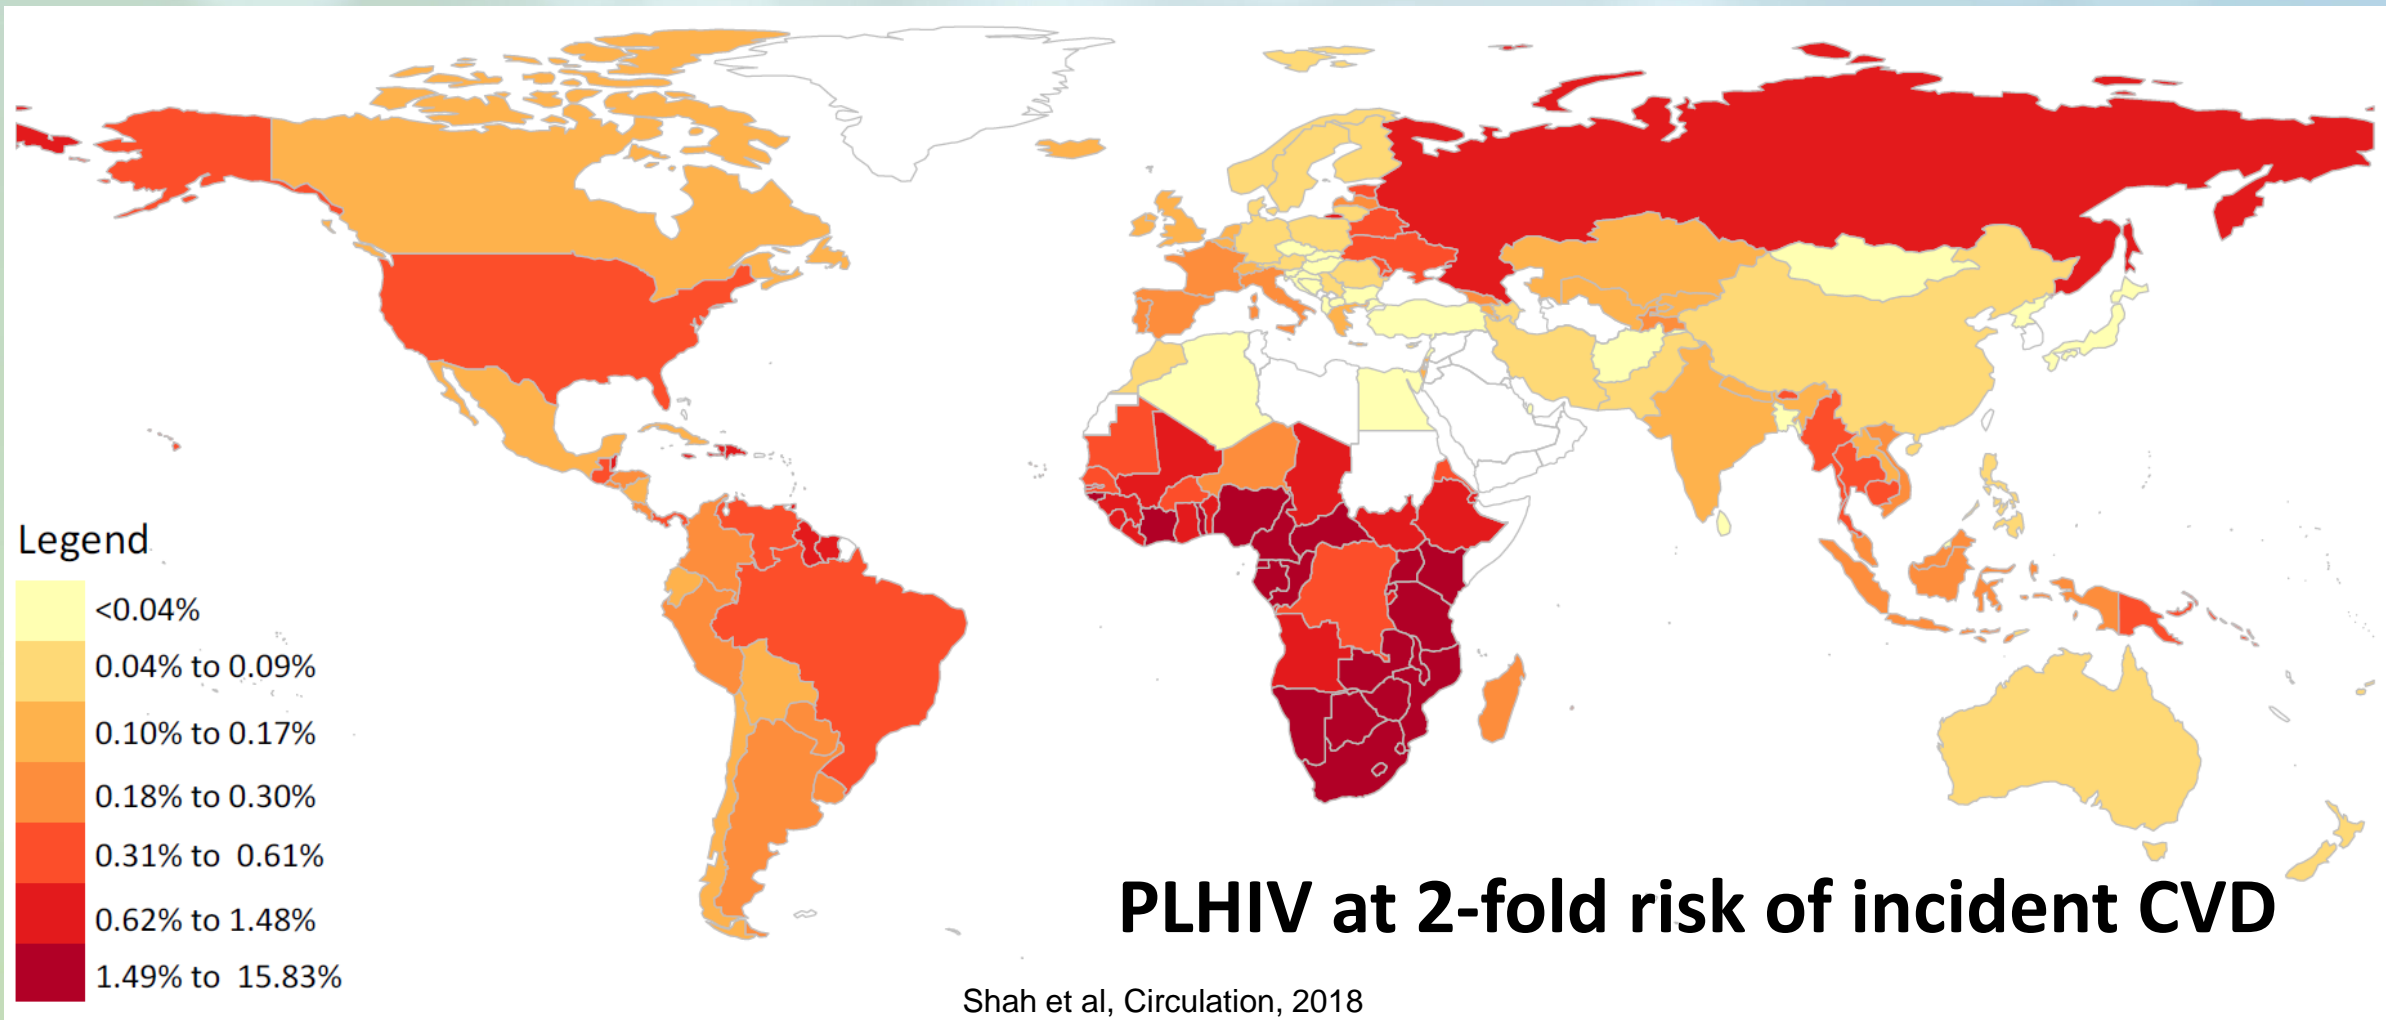 Legend
<0.04%
0.04% to 0.09%
0.10% to 0.17%
0.18% to 0.30%
0.31% to  0.61%
0.62% to 1.48%
1.49% to  15.83%
PLHIV at 2-fold risk of incident CVD
Shah et al, Circulation, 2018